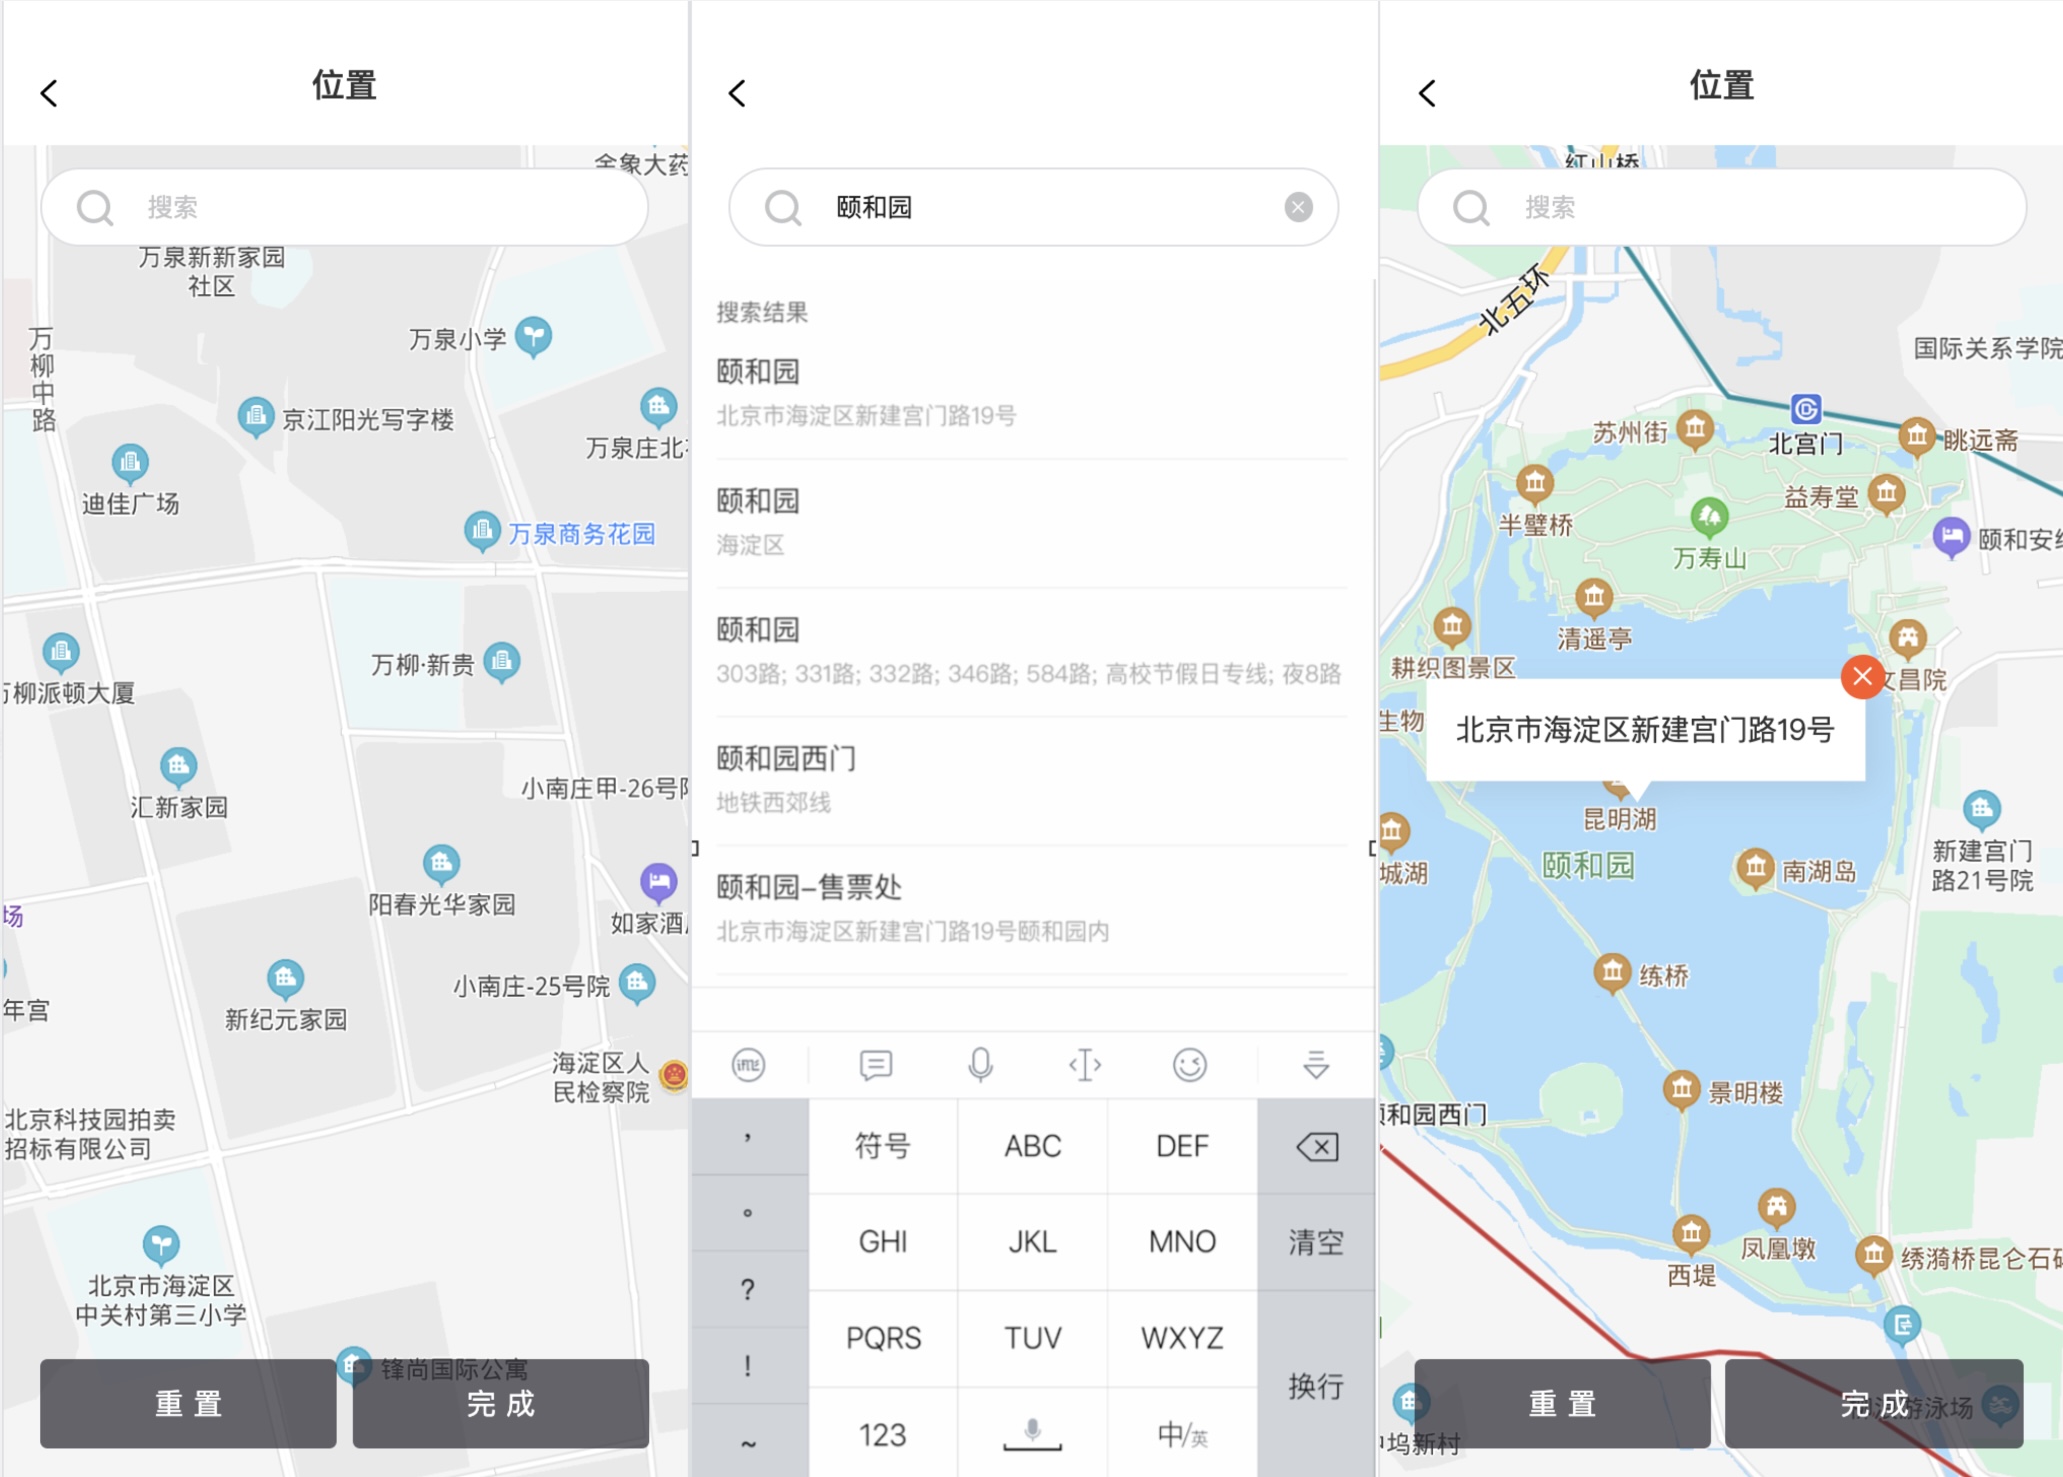 位置
金象大药
搜索
万泉新新家园
社区
万柳中路
万泉小学
京江阳光写字楼
万泉庄北
迪佳广场
万泉商务花园
万柳·新贵
万柳派顿大厦
汇新家园
小南庄甲-26号
阳春光华家园
场
如家酒
小南庄-25号院
年宫
新纪元家园
海淀区人
民检察院
北京科技园拍卖
招标有限公司
北京市海淀区
中关村第三小学
锋尚国际公寓
重置
完成
颐和园
搜索结果
颐和园
北京市海淀区新建宫门路19号
颐和园
海淀区
颐和园
303路; 331路; 332路; 346路; 584路; 高校节假日专线; 夜8路
颐和园西门
地铁西郊线
颐和园–售票处
北京市海淀区新建宫门路19号颐和园内
ime
， 符号 ABC DEF
。 GHI JKL MNO 清空
? PQRS TUV WXYZ
! 换行
~ 123 中/英
位置
红山桥
搜索
北五环
国际关系学院
苏州街
北宫门
眺远斋
益寿堂
半壁桥
颐和安
万寿山
清遥亭
耕织图景区
文昌院
生物
北京市海淀区新建宫门路19号
昆明湖
颐和园
南湖岛
城湖
新建宫门
路21号院
练桥
景明楼
和园西门
凤凰墩
西堤
绣漪桥昆仑石
重置
完成
游泳场
坞新村